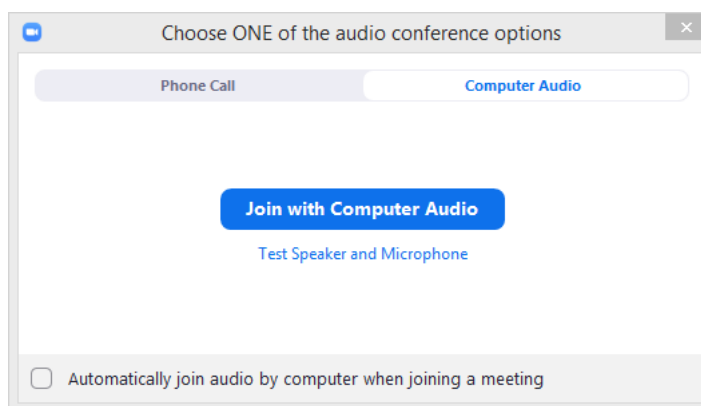 Choose ONE of the audio conference options
Phone Call
Computer Audio
Join with Computer Audio
Test Speaker and Microphone
Automatically join audio by computer when joining a meeting